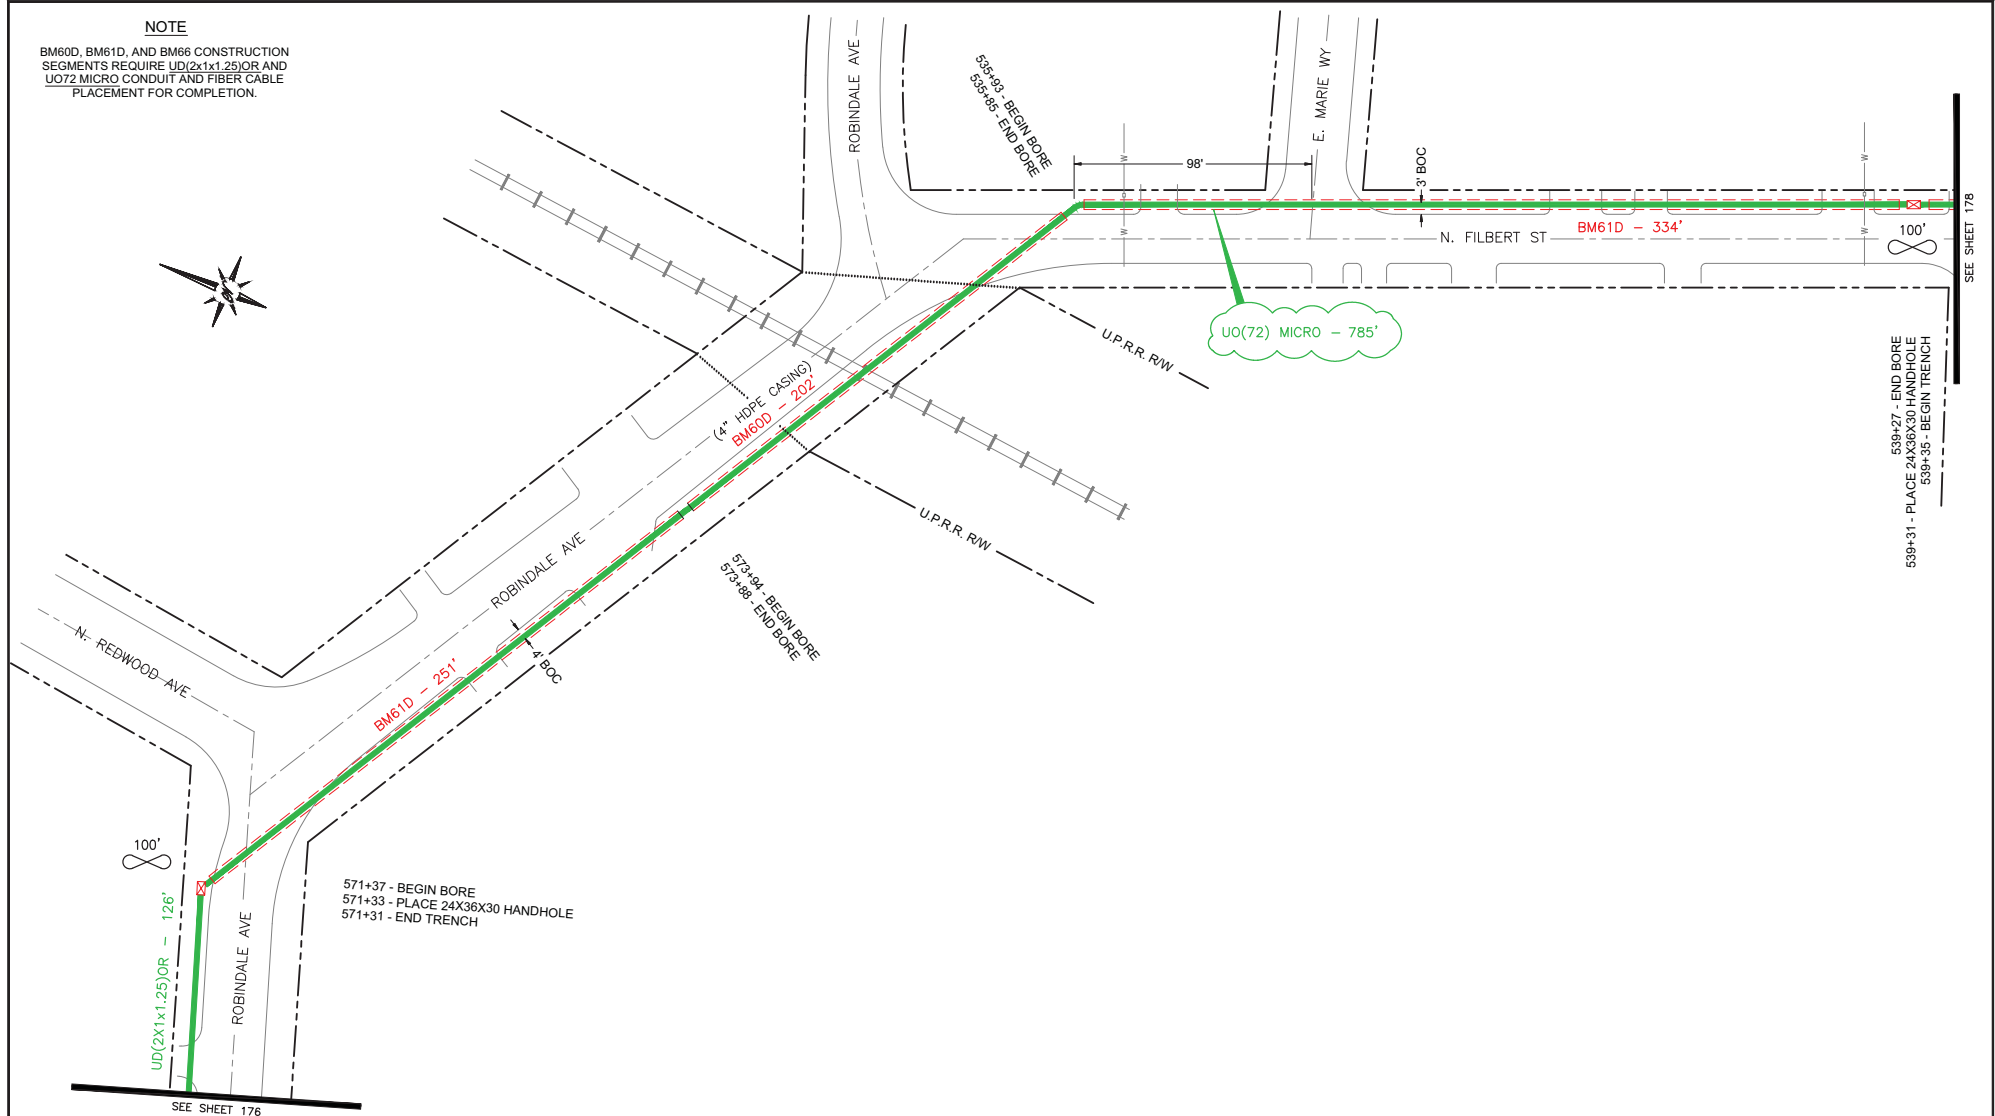 NOTE
BM60D, BM61D, AND BM66 CONSTRUCTION
SEGMENTS REQUIRE UD(2x1x1.25)OR AND
UO72 MICRO CONDUIT AND FIBER CABLE
PLACEMENT FOR COMPLETION.
ROBINDALE AVE
E. MARIE WY
535+93 - BEGIN BORE
535+85 - END BORE
98'
3' BOC
W
W
W
W
BM61D - 334'
N. FILBERT ST
100'
SEE SHEET 178
UO(72) MICRO - 785'
U.P.R.R. R/W
(4" HDPE CASING)
BM60D - 202'
539+27 - END BORE
539+31 - PLACE 24X36X30 HANDHOLE
539+35 - BEGIN TRENCH
U.P.R.R. R/W
ROBINDALE AVE
573+94 - BEGIN BORE
573+88 - END BORE
4' BOC
N. REDWOOD AVE
BM61D - 251'
100'
571+37 - BEGIN BORE
571+33 - PLACE 24X36X30 HANDHOLE
571+31 - END TRENCH
UD(2X1x1.25)OR - 126'
ROBINDALE AVE
SEE SHEET 176